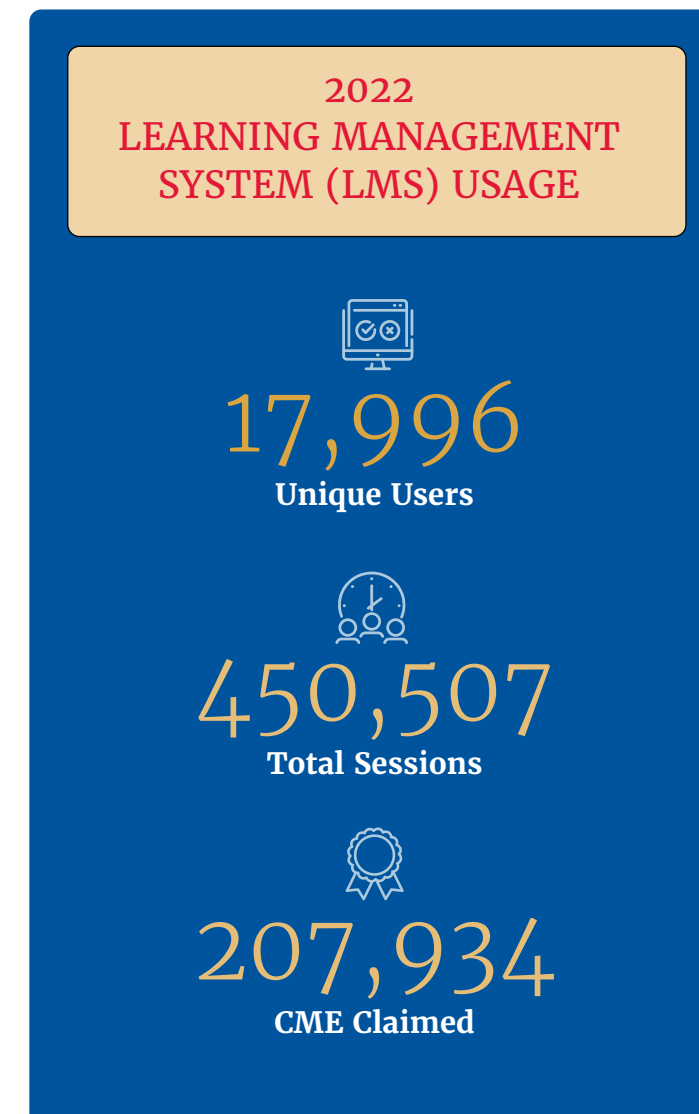 2022
LEARNING MANAGEMENT
SYSTEM (LMS) USAGE
17,996
Unique Users
450,507
Total Sessions
207,934
CME Claimed